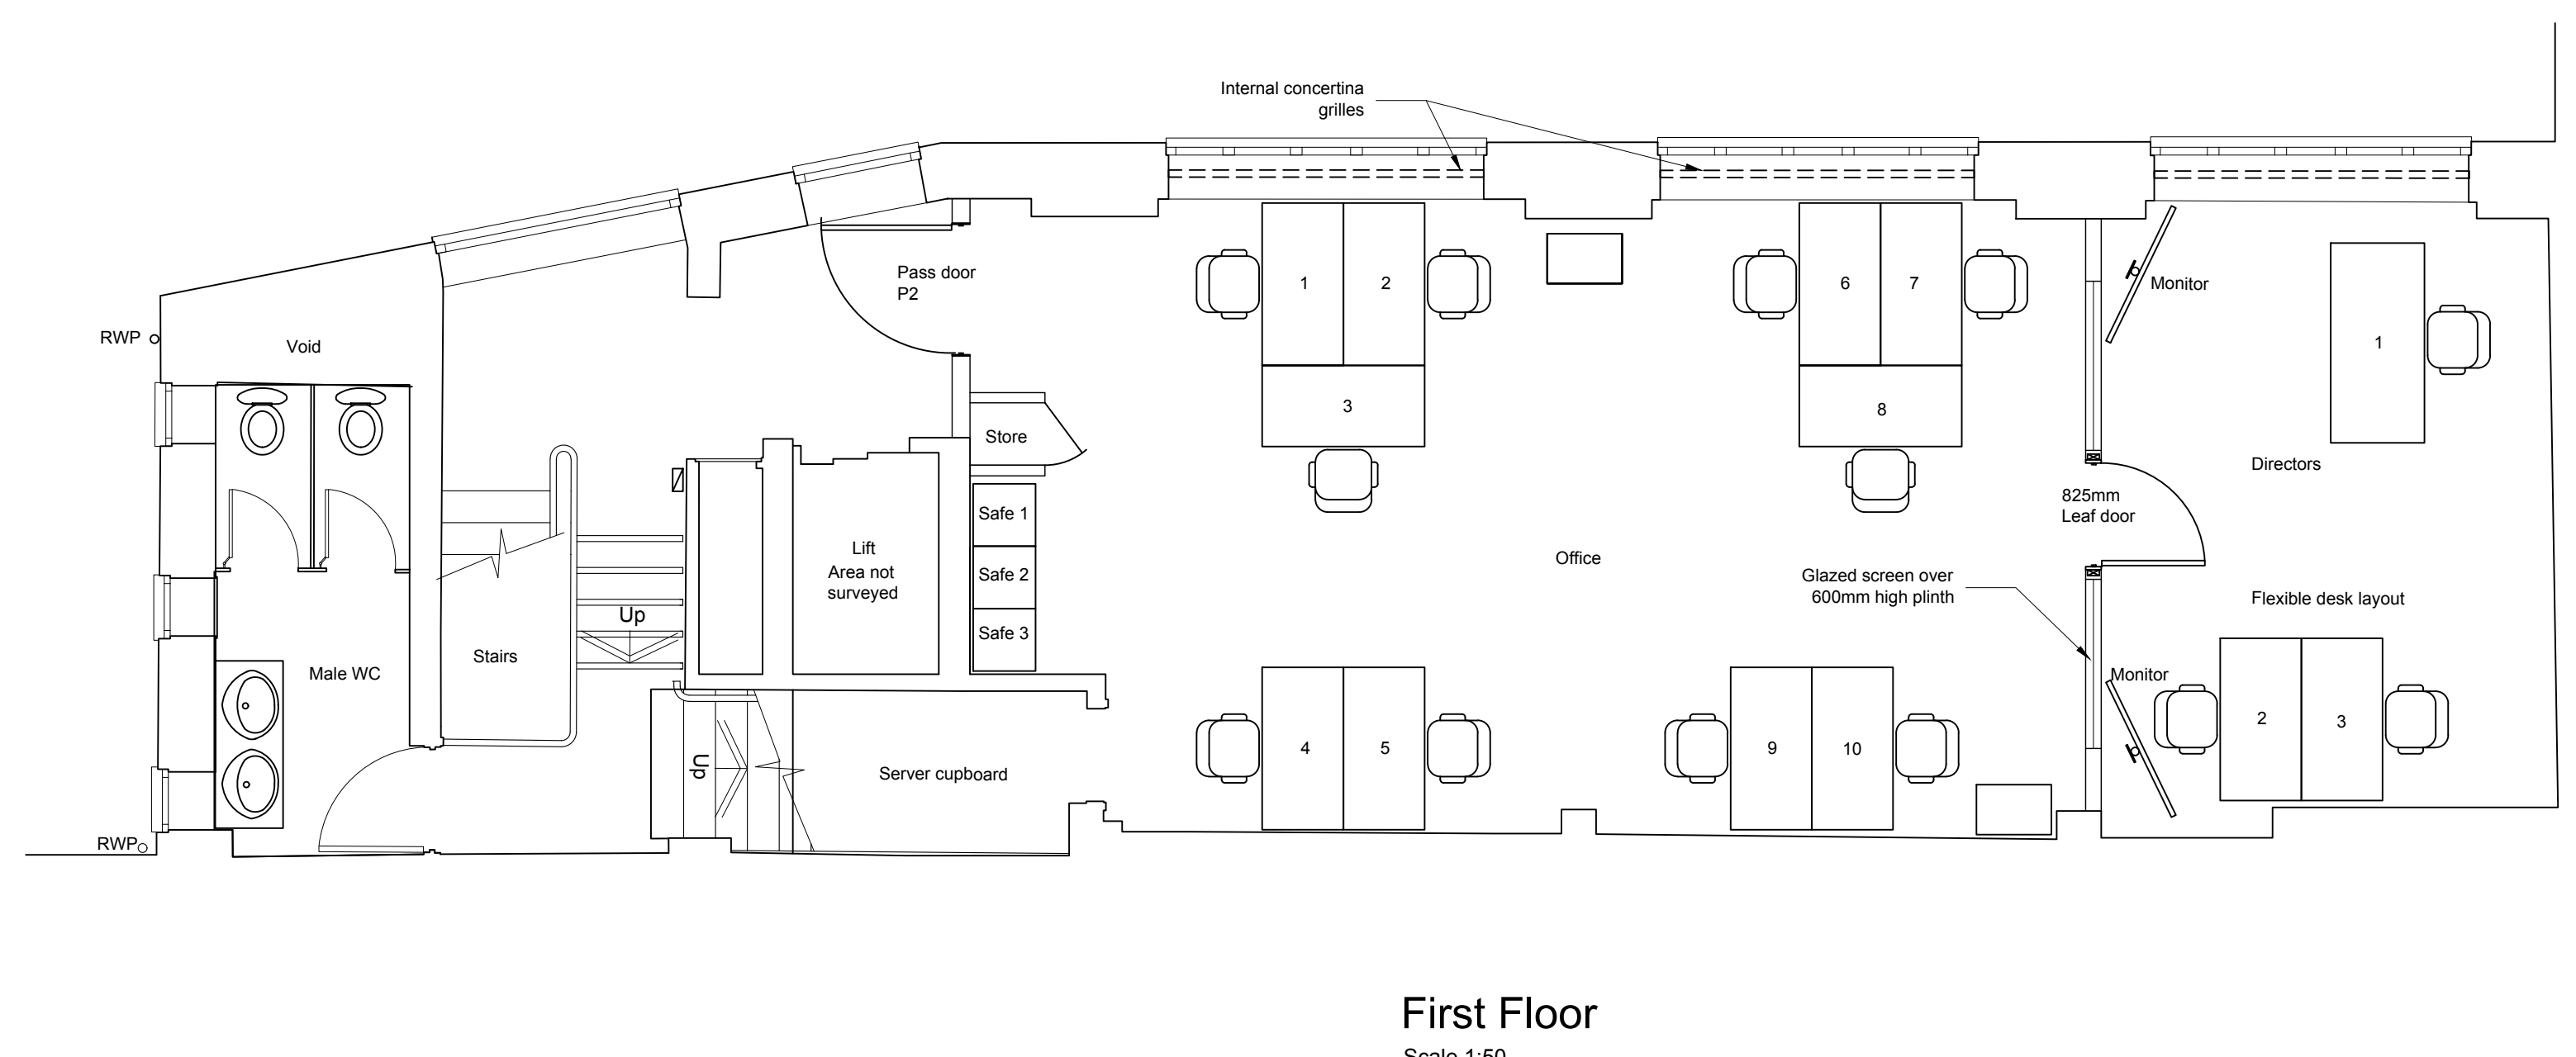 Internal concertina
grilles
Pass door
P2
RWP
Void
1
2
6
7
Monitor
1
3
8
Store
Directors
825mm
Leaf door
Safe 1
Safe 2
Safe 3
Lift
Area not
surveyed
Office
Glazed screen over
600mm high plinth
Flexible desk layout
Up
Stairs
Male WC
Monitor
2
3
4
5
9
10
Up
Server cupboard
RWP
First Floor
Scale 1:50